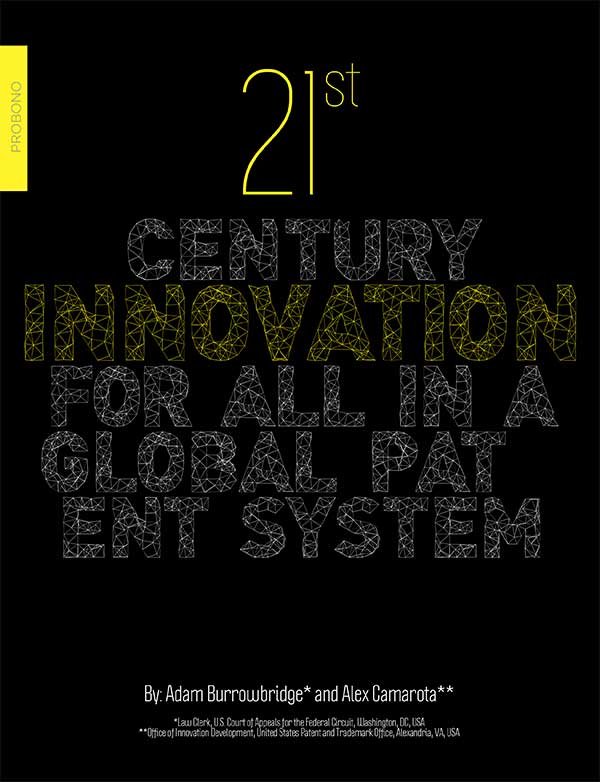 PROBONO
21st
CENTURY
INNOVATION
FOR ALL IN A
GLOBAL PAT
ENT SYSTEM
By: Adam Burrowbridge* and Alex Camarota**
*Law Clerk, U.S. Court of Appeals for the Federal Circuit, Washington, DC, USA
**Office of Innovation Development, United States Patent and Trademark Office, Alexandria, VA, USA